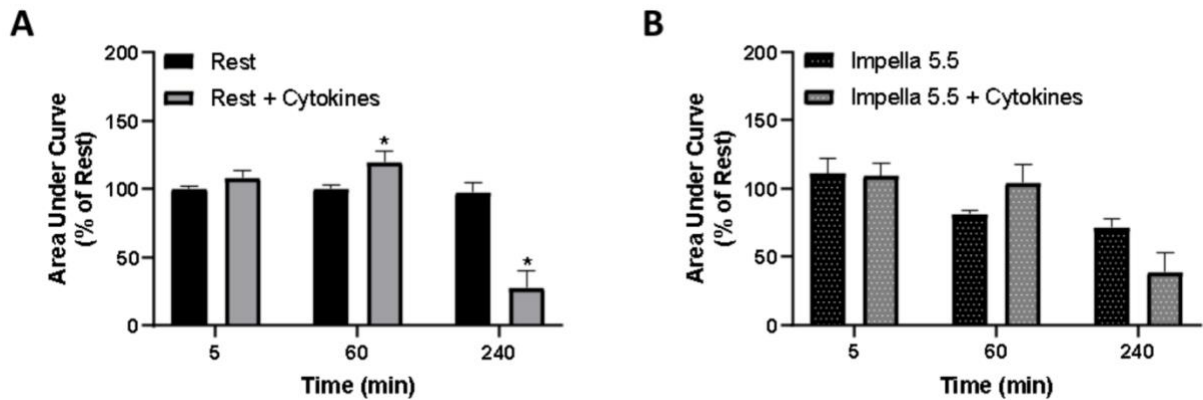 A
Area Under Curve
(% of Rest)
200
150
100
50
0
Rest
Rest + Cytokines
*
*
5 60 240
Time (min)
B
Area Under Curve
(% of Rest)
200
150
100
50
0
Impella 5.5
Impella 5.5 + Cytokines
5 60 240
Time (min)